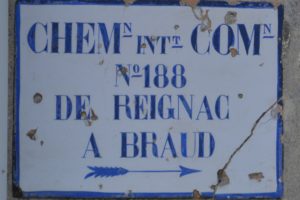 CHEMN INTT COMN
No 188
DE REIGNAC
A BRAUD